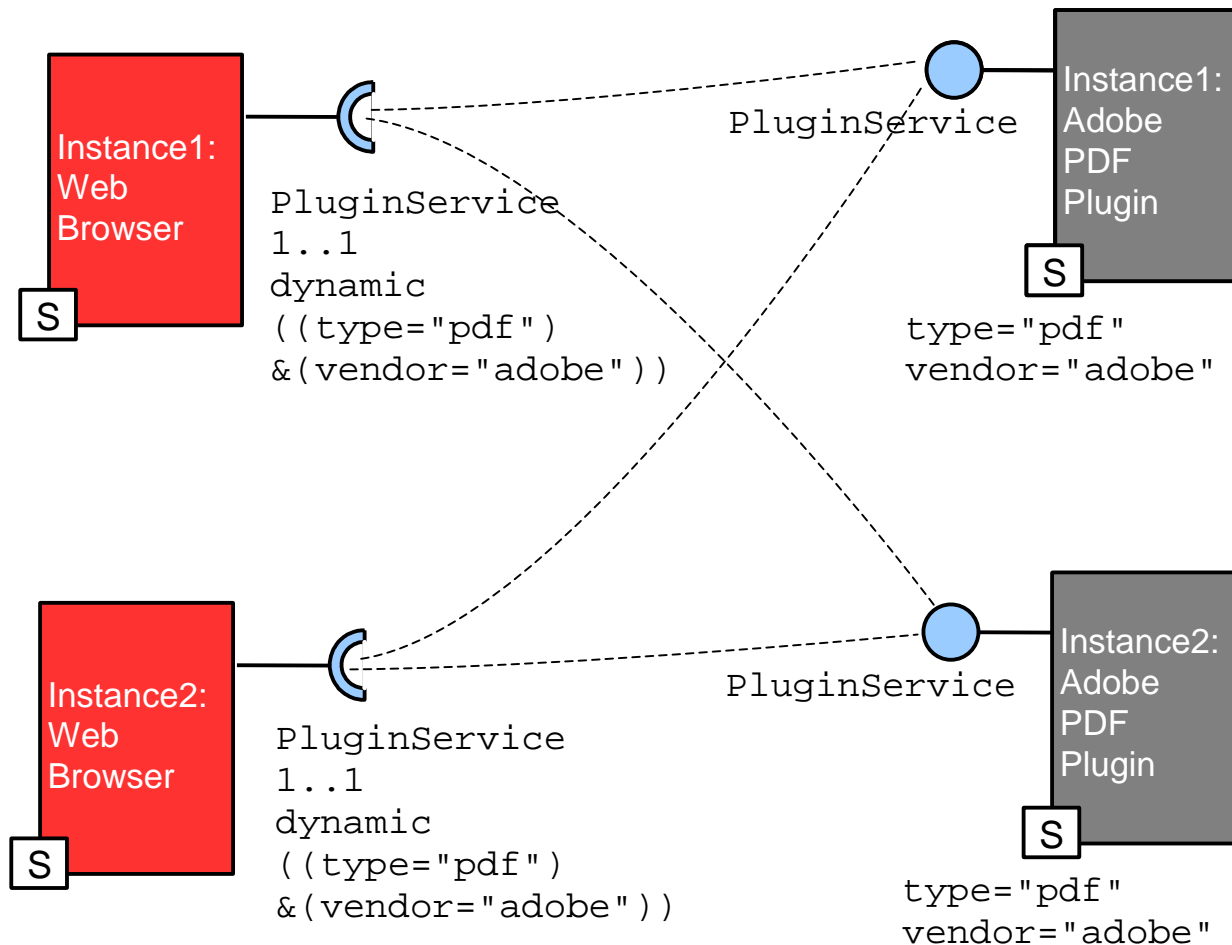 Instance1:
Web
Browser
S
PluginService
1..1
dynamic
((type="pdf")
&(vendor="adobe"))
PluginService
Instance1:
Adobe
PDF
Plugin
S
type="pdf"
vendor="adobe"
Instance2:
Web
Browser
S
PluginService
1..1
dynamic
((type="pdf")
&(vendor="adobe"))
PluginService
Instance2:
Adobe
PDF
Plugin
S
type="pdf"
vendor="adobe"